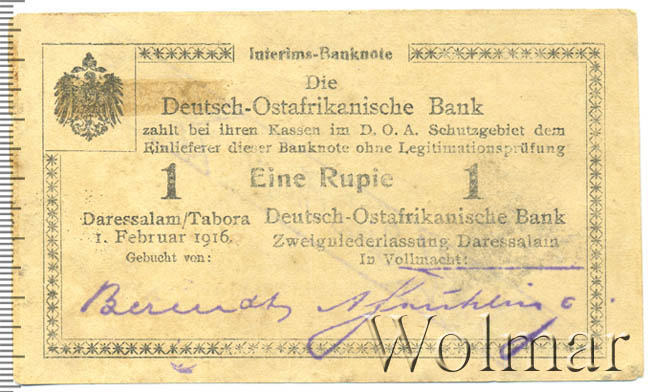 Interims-Banknote
Die
Deutsch-Ostafrikanische Bank
zahlt bei ihren Kassen im D. O. A. Schutzgebiet dem
Einlieferer dieser Banknote ohne Legitimationsprüfung
1 Eine Rupie 1
Daressalam/Tabora
1. Februar 1916.
Gebucht von:
Deutsch-Ostafrikanische Bank
Zweigniederlassung Daressalam
In Vollmacht:
Berendt
Wolmar